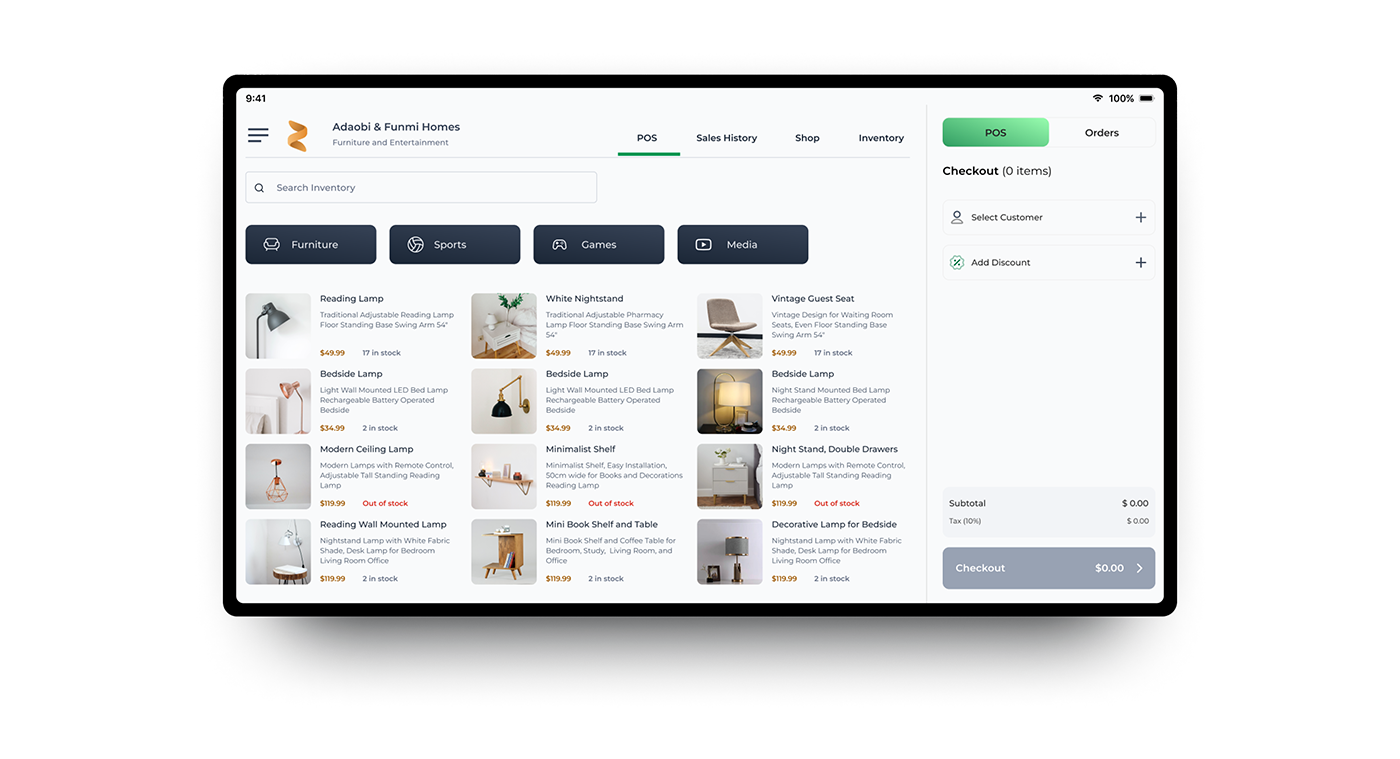 9:41
100%
Adaobi & Funmi Homes
Furniture and Entertainment
POS
Sales History
Shop
Inventory
Search Inventory
Furniture
Sports
Games
Media
Reading Lamp
Traditional Adjustable Reading Lamp
Floor Standing Base Swing Arm 54"
$49.99 17 in stock
White Nightstand
Traditional Adjustable Pharmacy
Lamp Floor Standing Base Swing Arm
54"
$49.99 17 in stock
Vintage Guest Seat
Vintage Design for Waiting Room
Seats, Even Floor Standing Base
Swing Arm 54"
$49.99 17 in stock
Bedside Lamp
Light Wall Mounted LED Bed Lamp
Rechargeable Battery Operated
Bedside
$34.99 2 in stock
Bedside Lamp
Light Wall Mounted LED Bed Lamp
Rechargeable Battery Operated
Bedside
$34.99 2 in stock
Bedside Lamp
Night Stand Mounted Bed Lamp
Rechargeable Battery Operated
Bedside
$34.99 2 in stock
Modern Ceiling Lamp
Modern Lamps with Remote Control,
Adjustable Tall Standing Reading
Lamp
$119.99 Out of stock
Minimalist Shelf
Minimalist Shelf, Easy Installation,
50cm wide for Books and Decorations
Reading Lamp
$119.99 Out of stock
Night Stand, Double Drawers
Modern Lamps with Remote Control,
Adjustable Tall Standing Reading
Lamp
$119.99 Out of stock
Reading Wall Mounted Lamp
Nightstand Lamp with White Fabric
Shade, Desk Lamp for Bedroom
Living Room Office
$119.99 2 in stock
Mini Book Shelf and Table
Mini Book Shelf and Coffee Table for
Bedroom, Study, Living Room, and
Office
$119.99 2 in stock
Decorative Lamp for Bedside
Nightstand Lamp with White Fabric
Shade, Desk Lamp for Bedroom
Living Room Office
$119.99 2 in stock
POS
Orders
Checkout (0 items)
Select Customer
Add Discount
Subtotal $ 0.00
Tax (10%) $ 0.00
Checkout $0.00